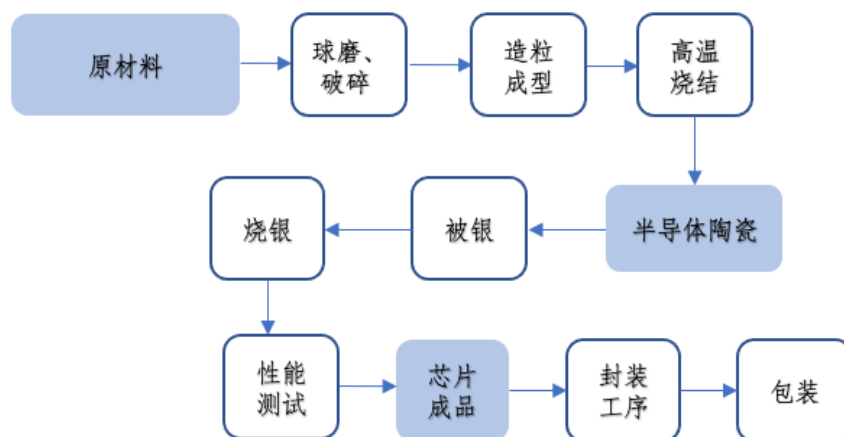 原材料
球磨、
破碎
造粒
成型
高温
烧结
半导体陶瓷
被银
烧银
性能
测试
芯片
成品
封装
工序
包装